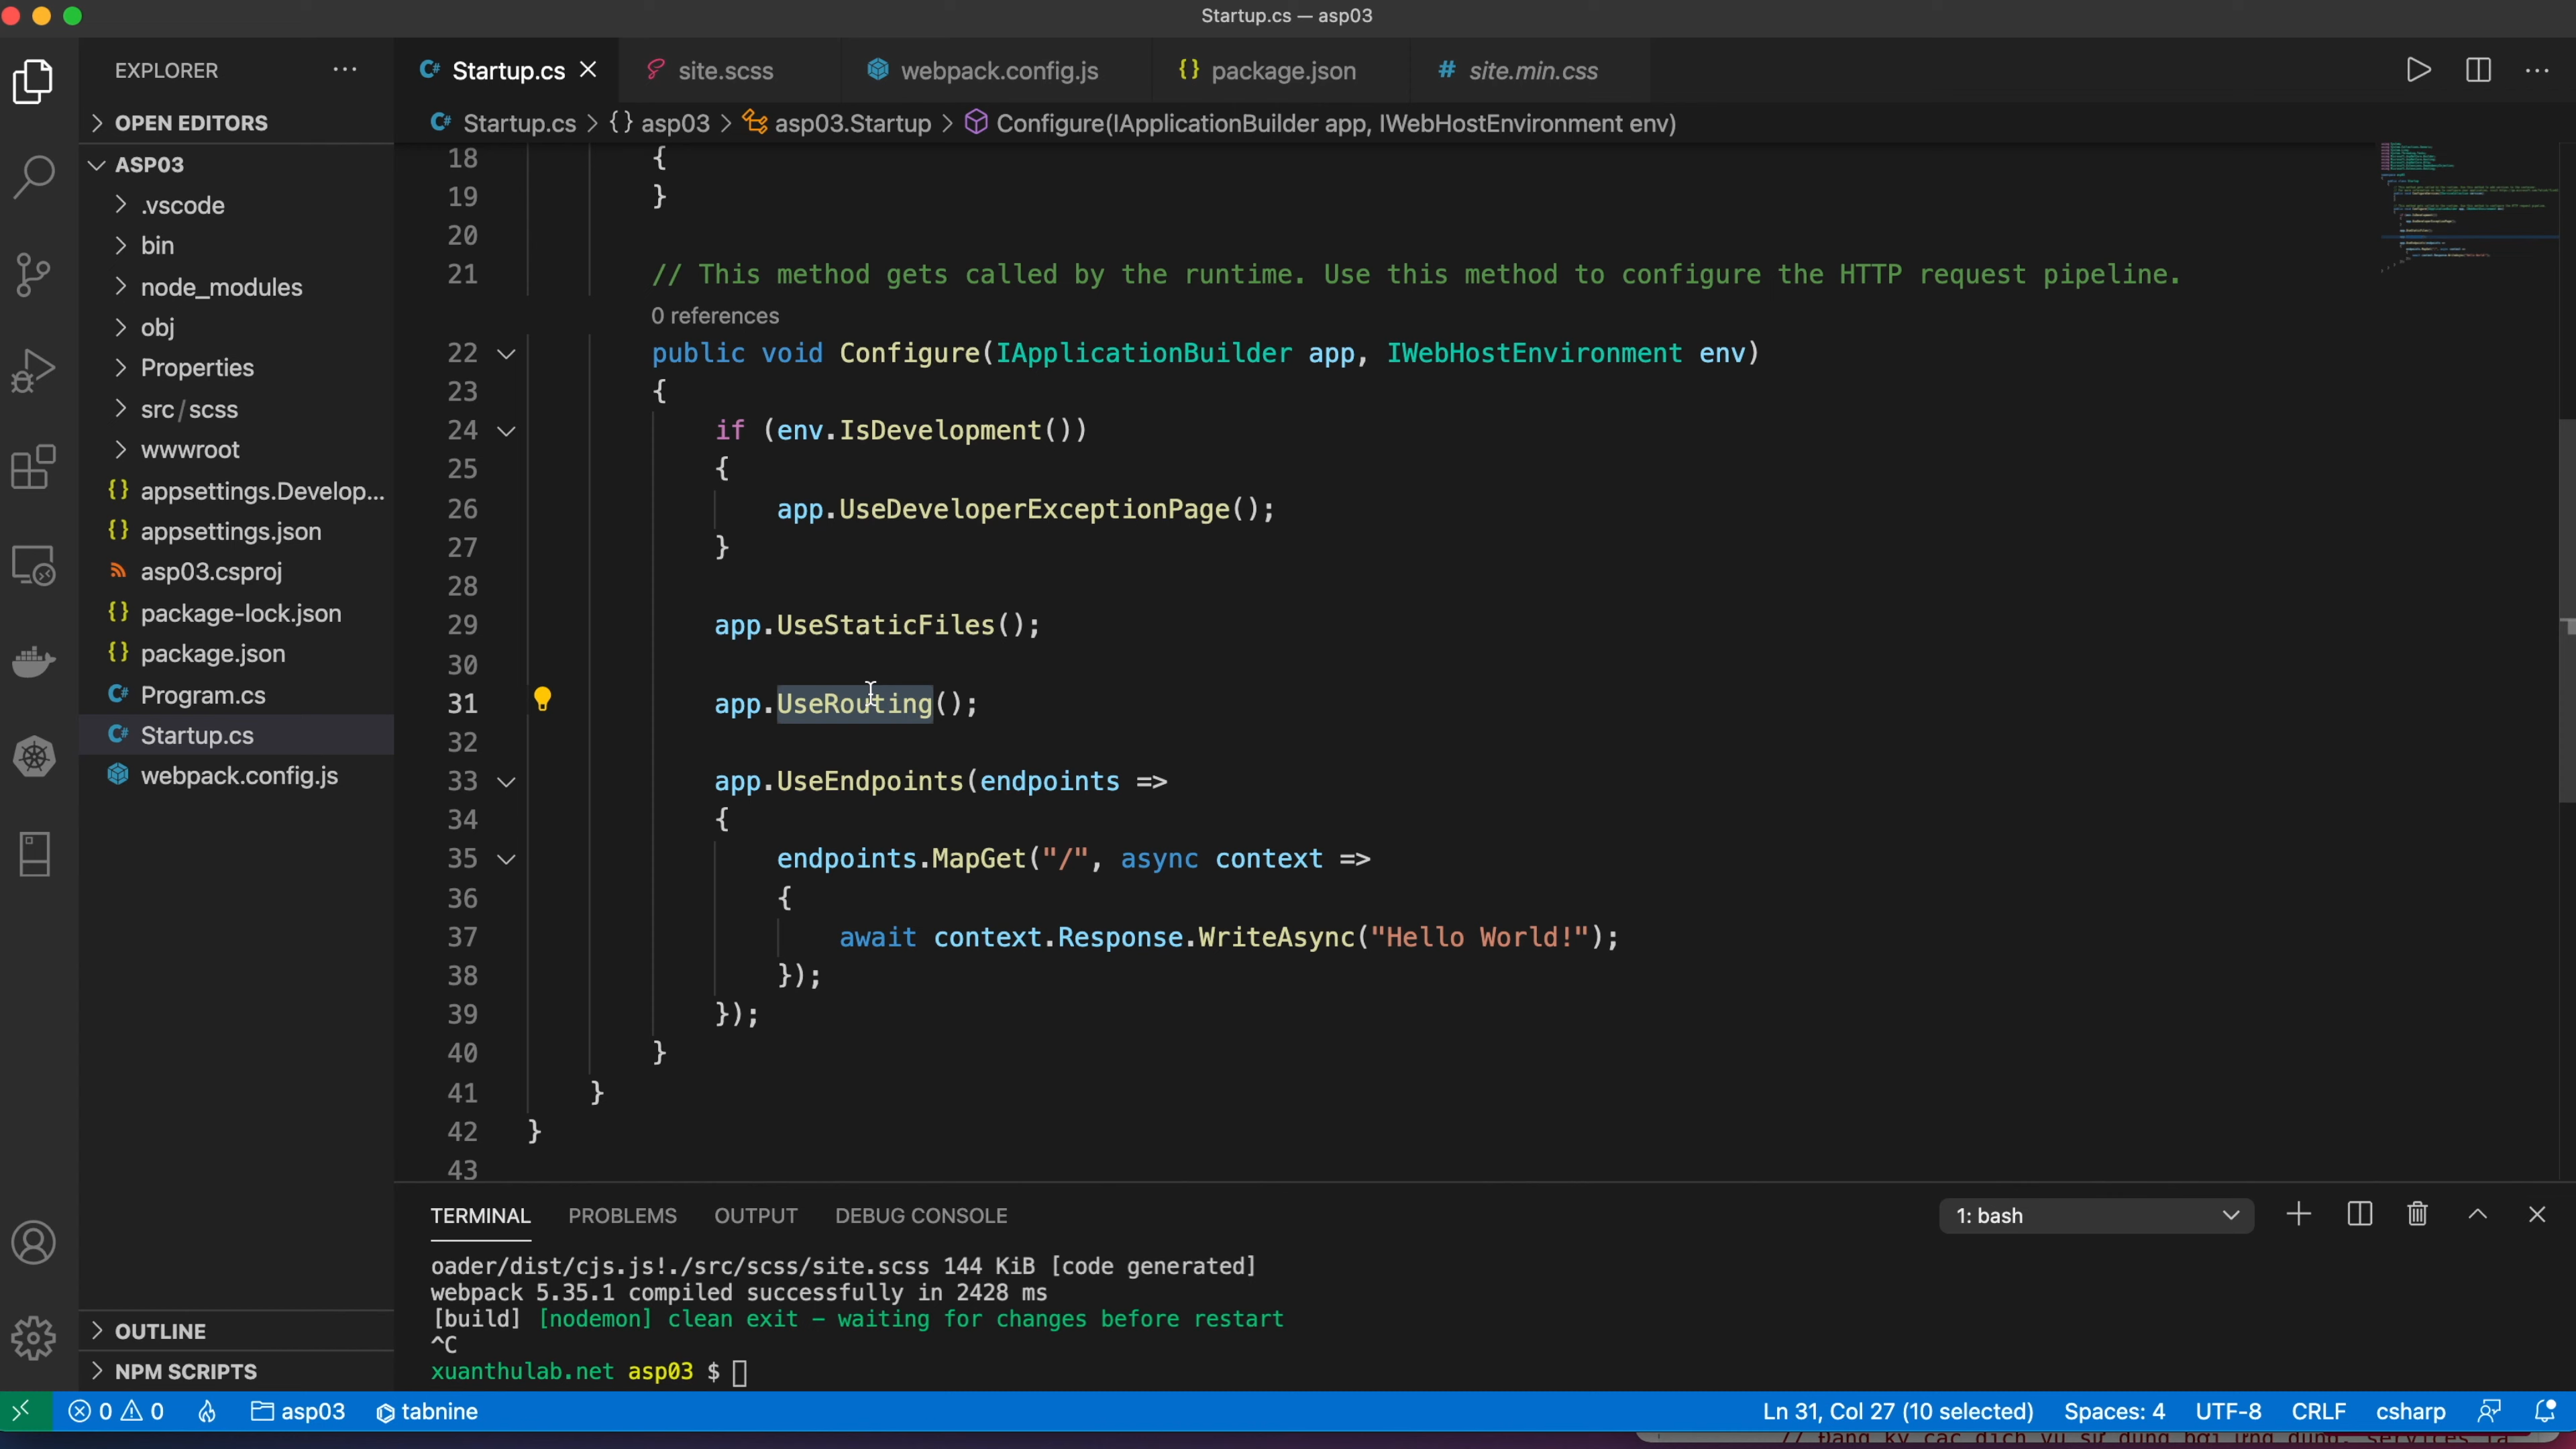 Startup.cs — asp03
EXPLORER
OPEN EDITORS
ASP03
.vscode
bin
node_modules
obj
Properties
src/scss
wwwroot
appsettings.Develop...
appsettings.json
asp03.csproj
package-lock.json
package.json
Program.cs
Startup.cs
webpack.config.js
OUTLINE
NPM SCRIPTS
Startup.cs site.scss webpack.config.js package.json site.min.css
Startup.cs > {} asp03 > asp03.Startup > Configure(IApplicationBuilder app, IWebHostEnvironment env)
18 {
19 }
20
21 // This method gets called by the runtime. Use this method to configure the HTTP request pipeline.
0 references
22 public void Configure(IApplicationBuilder app, IWebHostEnvironment env)
23 {
24 if (env.IsDevelopment())
25 {
26 app.UseDeveloperExceptionPage();
27 }
28
29 app.UseStaticFiles();
30
31 app.UseRouting();
32
33 app.UseEndpoints(endpoints =>
34 {
35 endpoints.MapGet("/", async context =>
36 {
37 await context.Response.WriteAsync("Hello World!");
38 });
39 });
40 }
41 }
42 }
43
TERMINAL PROBLEMS OUTPUT DEBUG CONSOLE 1: bash
oader/dist/cjs.js!./src/scss/site.scss 144 KiB [code generated]
webpack 5.35.1 compiled successfully in 2428 ms
[build] [nodemon] clean exit - waiting for changes before restart
^C
xuanthulab.net asp03 $
0 0 asp03 tabnine Ln 31, Col 27 (10 selected) Spaces: 4 UTF-8 CRLF csharp